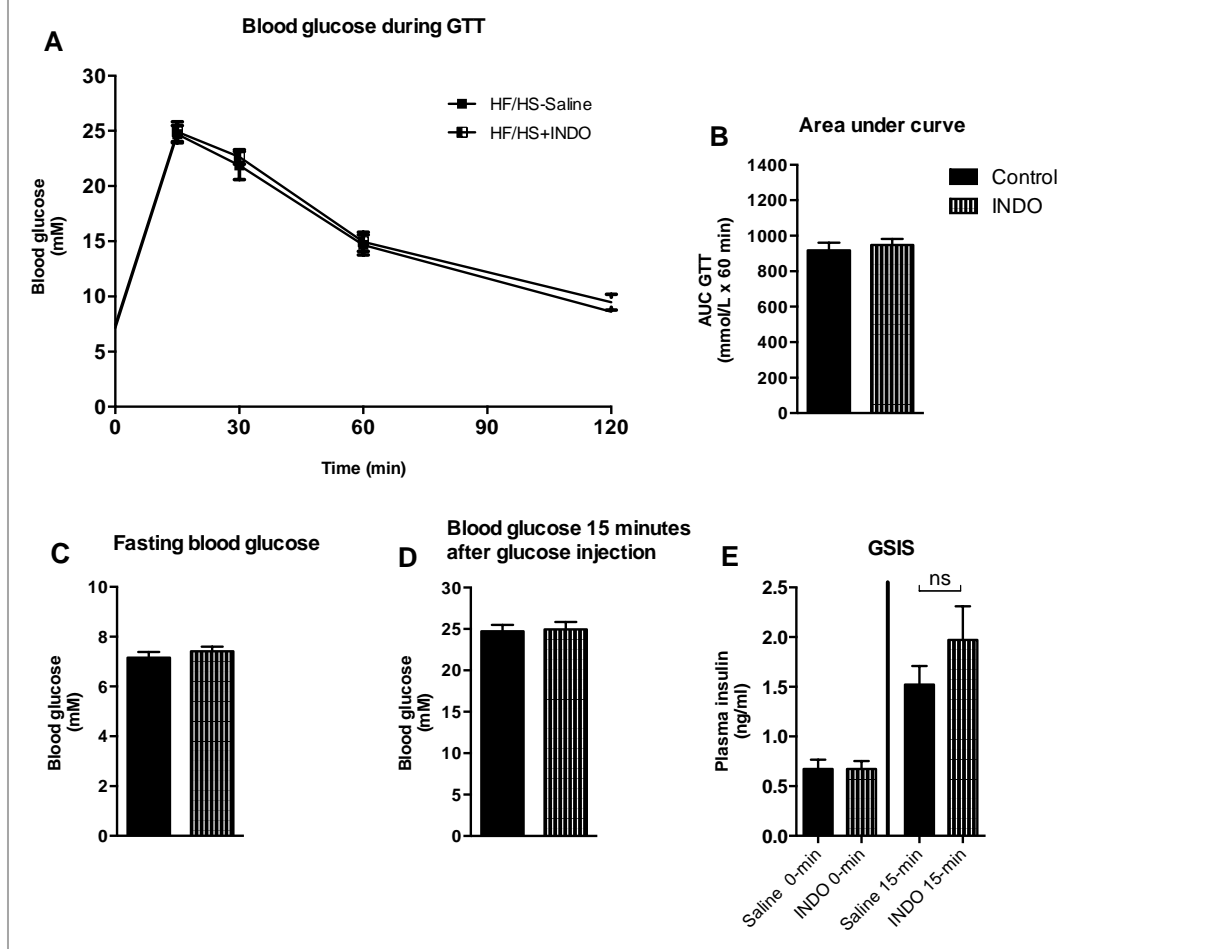 A
Blood glucose during GTT
30
25
20
15
10
5
0
Blood glucose
(mM)
0
30
60
90
120
Time (min)
HF/HS-Saline
HF/HS+INDO
B
Area under curve
1400
1200
1000
800
600
400
200
0
AUC GTT
(mmol/L x 60 min)
Control
INDO
C
Fasting blood glucose
10
8
6
4
2
0
Blood glucose
(mM)
D
Blood glucose 15 minutes
after glucose injection
30
25
20
15
10
5
0
Blood glucose
(mM)
E
GSIS
ns
2.5
2.0
1.5
1.0
0.5
0.0
Plasma insulin
(ng/ml)
Saline 0-min
INDO 0-min
Saline 15-min
INDO 15-min